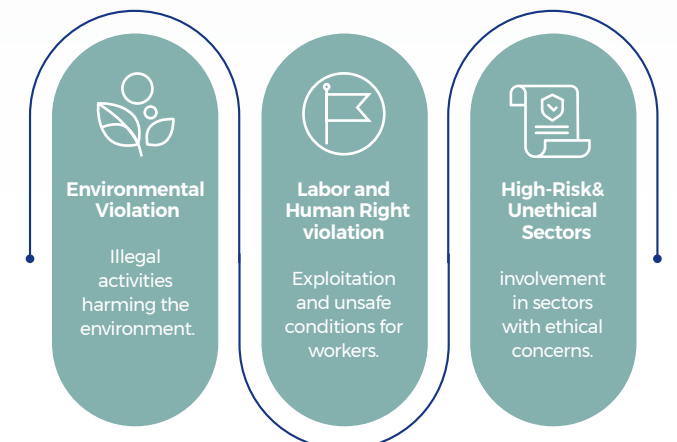 Environmental
Violation
Illegal
activities
harming the
environment.
Labor and
Human Right
violation
Exploitation
and unsafe
conditions for
workers.
High-Risk&
Unethical
Sectors
involvement
in sectors
with ethical
concerns.